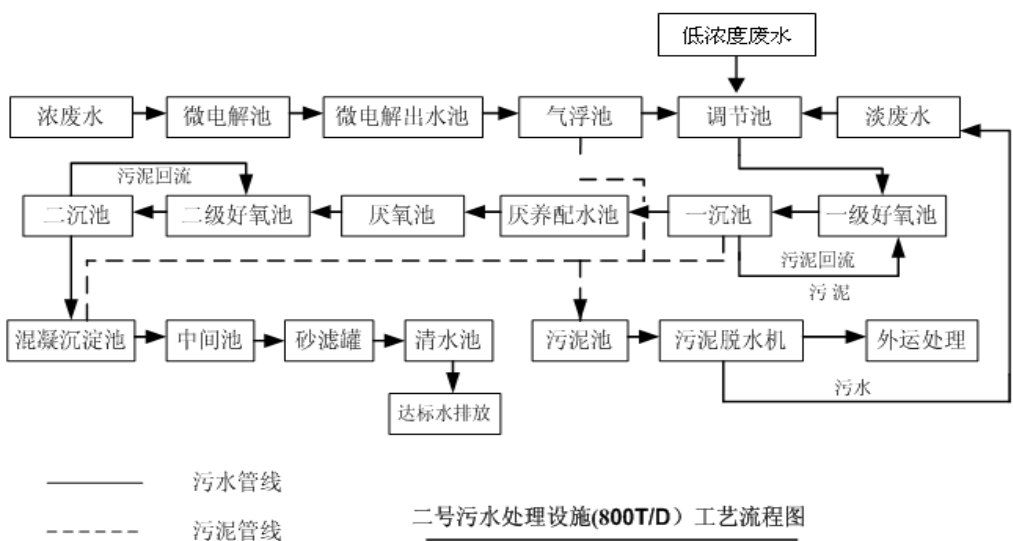 低浓度废水
浓废水
微电解池
微电解出水池
气浮池
调节池
淡废水
污泥回流
二沉池
二级好氧池
厌氧池
厌养配水池
一沉池
一级好氧池
污泥回流
污泥
混凝沉淀池
中间池
砂滤罐
清水池
污泥池
污泥脱水机
外运处理
污水
达标水排放
污水管线
污泥管线
二号污水处理设施(800T/D）工艺流程图